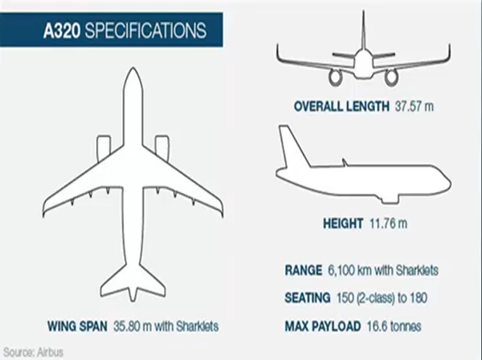 A320 SPECIFICATIONS
OVERALL LENGTH 37.57 m
HEIGHT 11.76 m
RANGE 6,100 km with Sharklets
SEATING 150 (2-class) to 180
MAX PAYLOAD 16.6 tonnes
WING SPAN 35.80 m with Sharklets
Source: Airbus